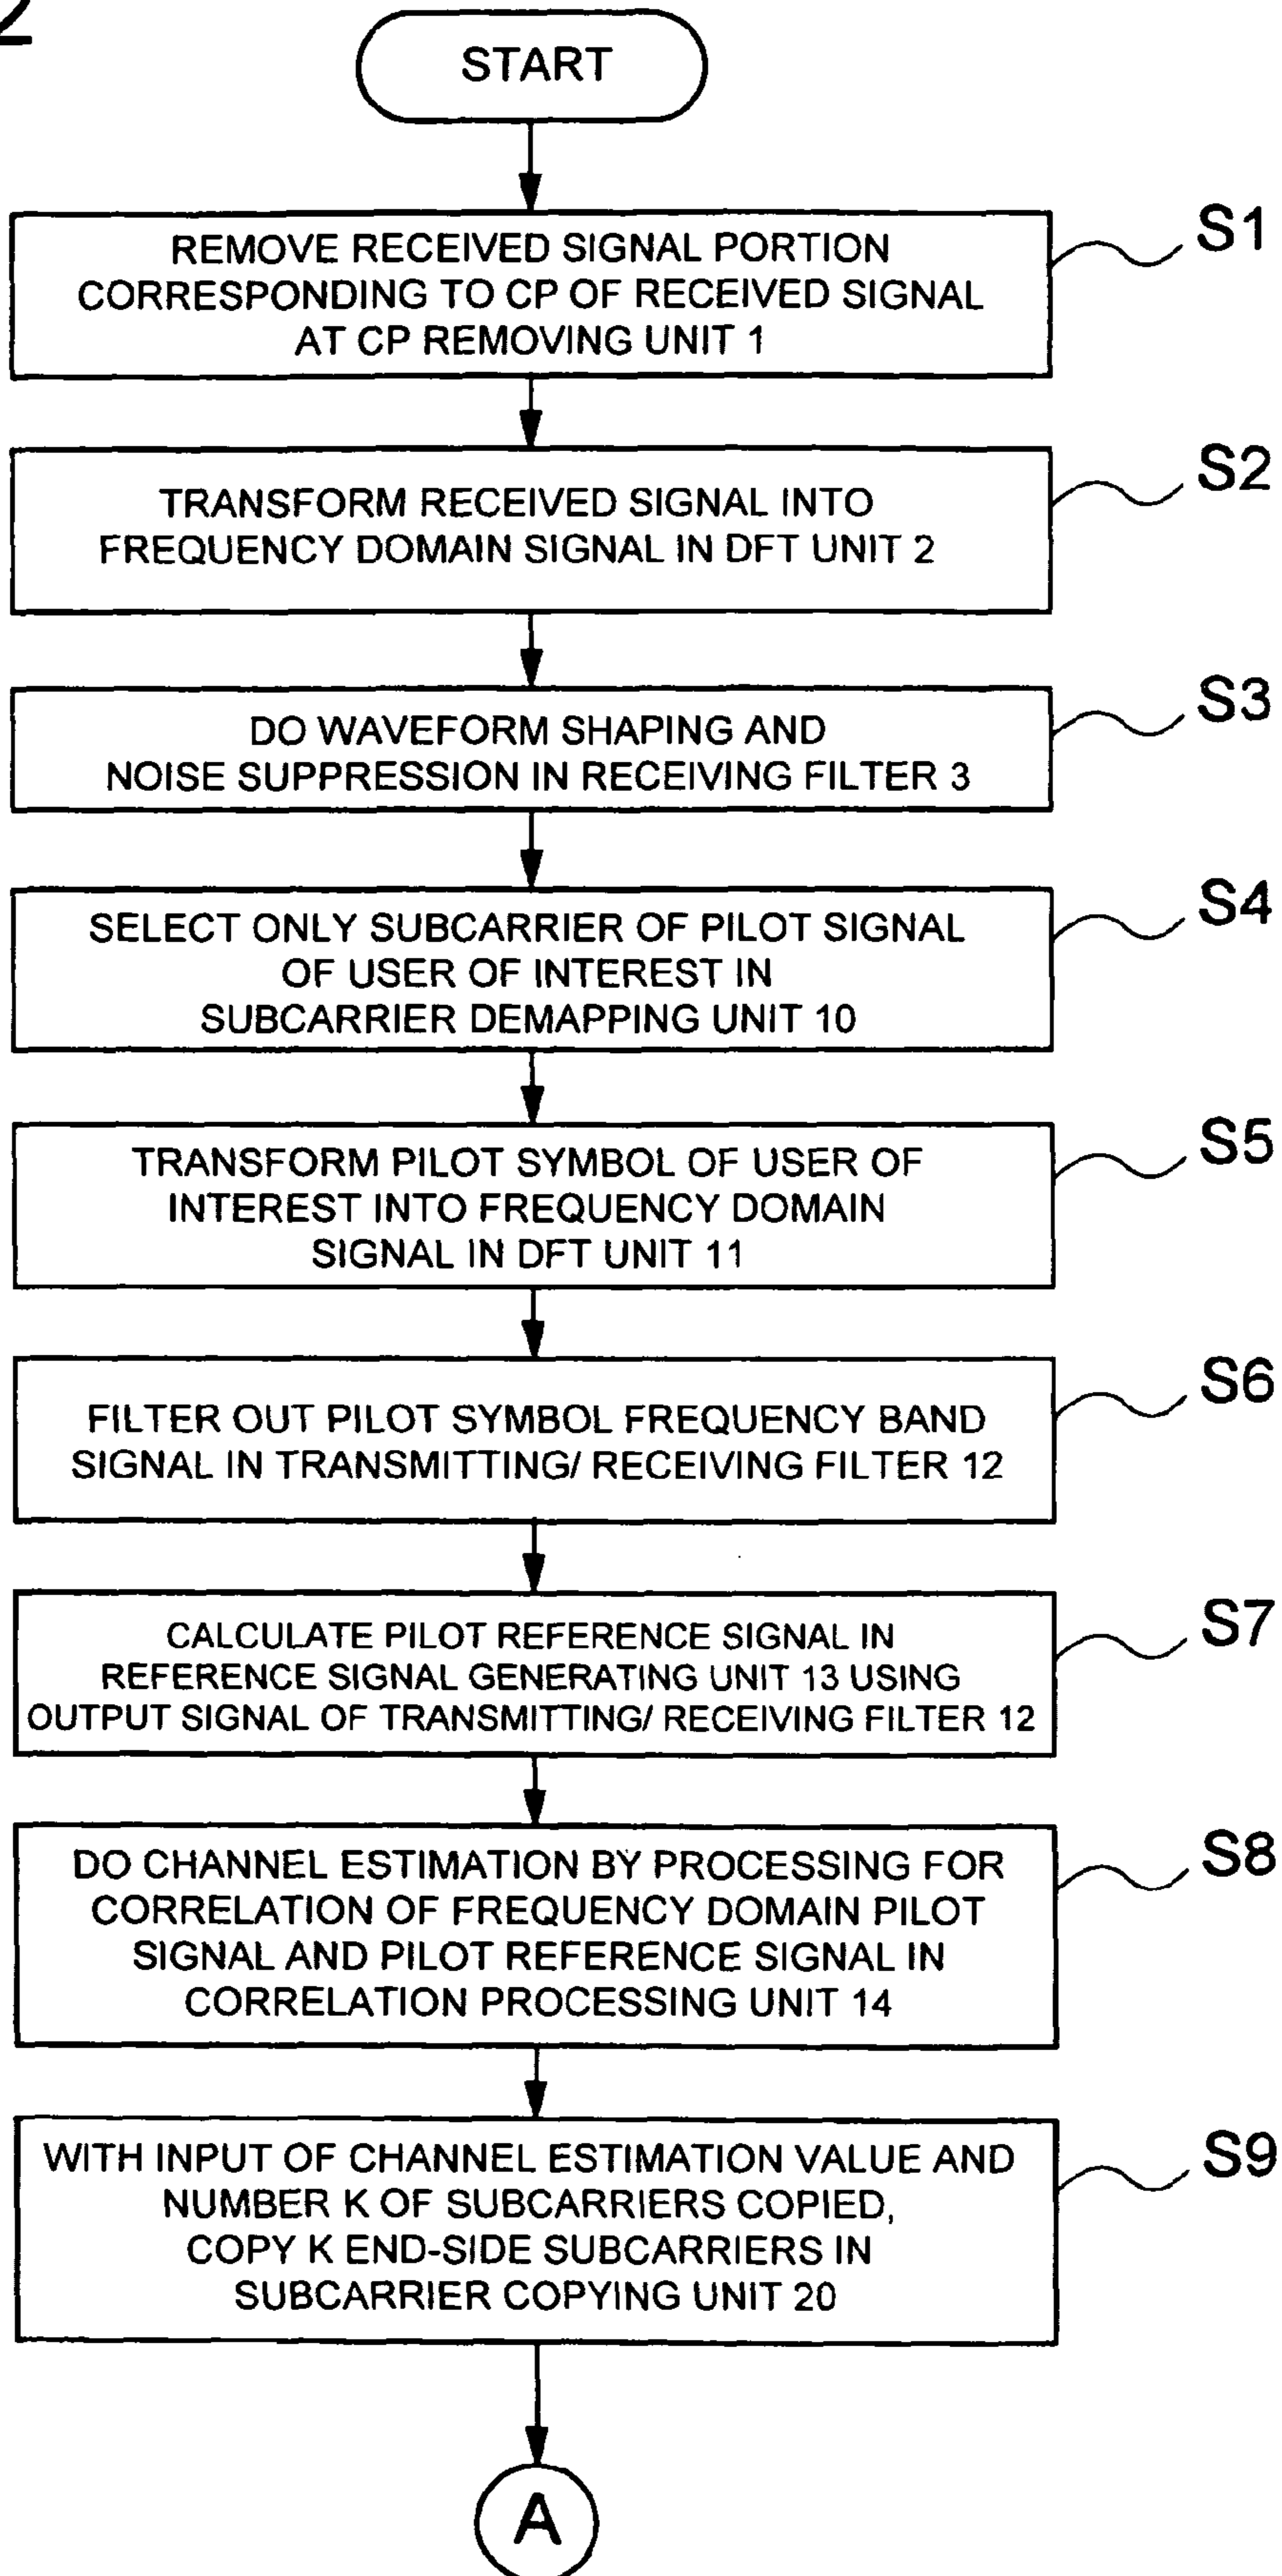 2
START
REMOVE RECEIVED SIGNAL PORTION
CORRESPONDING TO CP OF RECEIVED SIGNAL
AT CP REMOVING UNIT 1
S1
TRANSFORM RECEIVED SIGNAL INTO
FREQUENCY DOMAIN SIGNAL IN DFT UNIT 2
S2
DO WAVEFORM SHAPING AND
NOISE SUPPRESSION IN RECEIVING FILTER 3
S3
SELECT ONLY SUBCARRIER OF PILOT SIGNAL
OF USER OF INTEREST IN
SUBCARRIER DEMAPPING UNIT 10
S4
TRANSFORM PILOT SYMBOL OF USER OF
INTEREST INTO FREQUENCY DOMAIN
SIGNAL IN DFT UNIT 11
S5
FILTER OUT PILOT SYMBOL FREQUENCY BAND
SIGNAL IN TRANSMITTING/ RECEIVING FILTER 12
S6
CALCULATE PILOT REFERENCE SIGNAL IN
REFERENCE SIGNAL GENERATING UNIT 13 USING
OUTPUT SIGNAL OF TRANSMITTING/ RECEIVING FILTER 12
S7
DO CHANNEL ESTIMATION BY PROCESSING FOR
CORRELATION OF FREQUENCY DOMAIN PILOT
SIGNAL AND PILOT REFERENCE SIGNAL IN
CORRELATION PROCESSING UNIT 14
S8
WITH INPUT OF CHANNEL ESTIMATION VALUE AND
NUMBER K OF SUBCARRIERS COPIED,
COPY K END-SIDE SUBCARRIERS IN
SUBCARRIER COPYING UNIT 20
S9
A